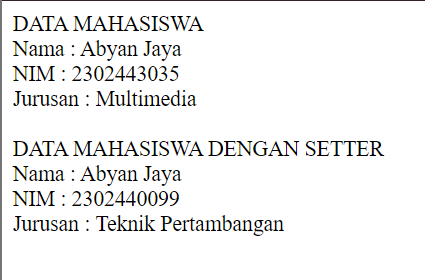 DATA MAHASISWA
Nama : Abyan Jaya
NIM : 2302443035
Jurusan : Multimedia
DATA MAHASISWA DENGAN SETTER
Nama : Abyan Jaya
NIM : 2302440099
Jurusan : Teknik Pertambangan